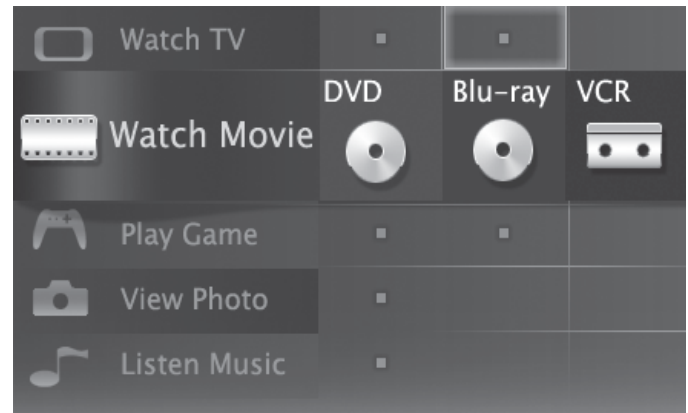 Watch TV
DVD Blu-ray VCR
Watch Movie
Play Game
View Photo
Listen Music